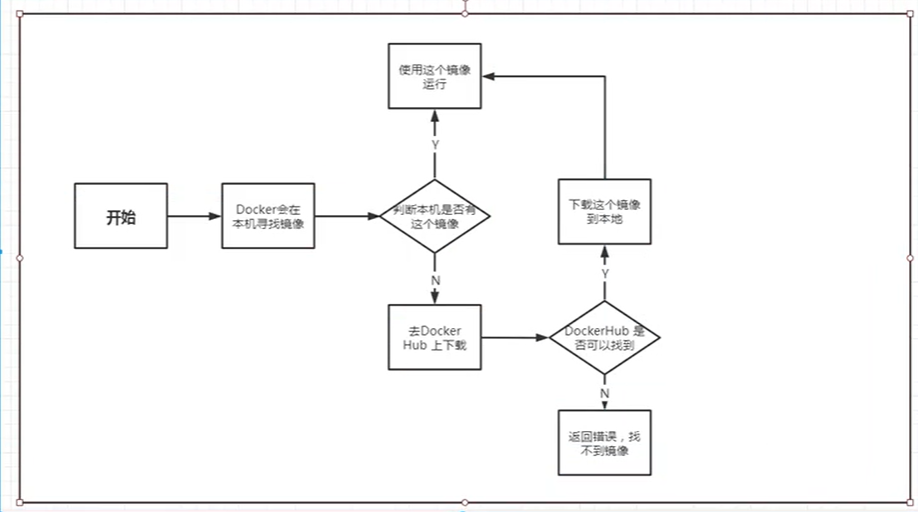 使用这个镜像
运行
Y
开始
Docker会在
本机寻找镜像
判断本机是否有
这个镜像
下载这个镜像
到本地
N
Y
去Docker
Hub 上下载
DockerHub 是
否可以找到
N
返回错误，找
不到镜像